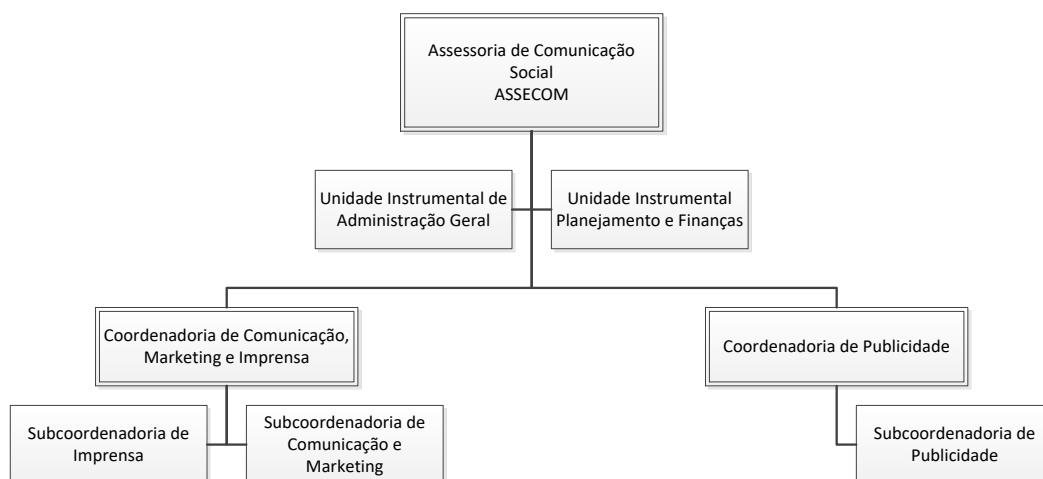 Assessoria de Comunicação
Social
ASSECOM
Unidade Instrumental de
Administração Geral
Unidade Instrumental
Planejamento e Finanças
Coordenadoria de Comunicação,
Marketing e Imprensa
Coordenadoria de Publicidade
Subcoordenadoria de
Imprensa
Subcoordenadoria de
Comunicação e
Marketing
Subcoordenadoria de
Publicidade